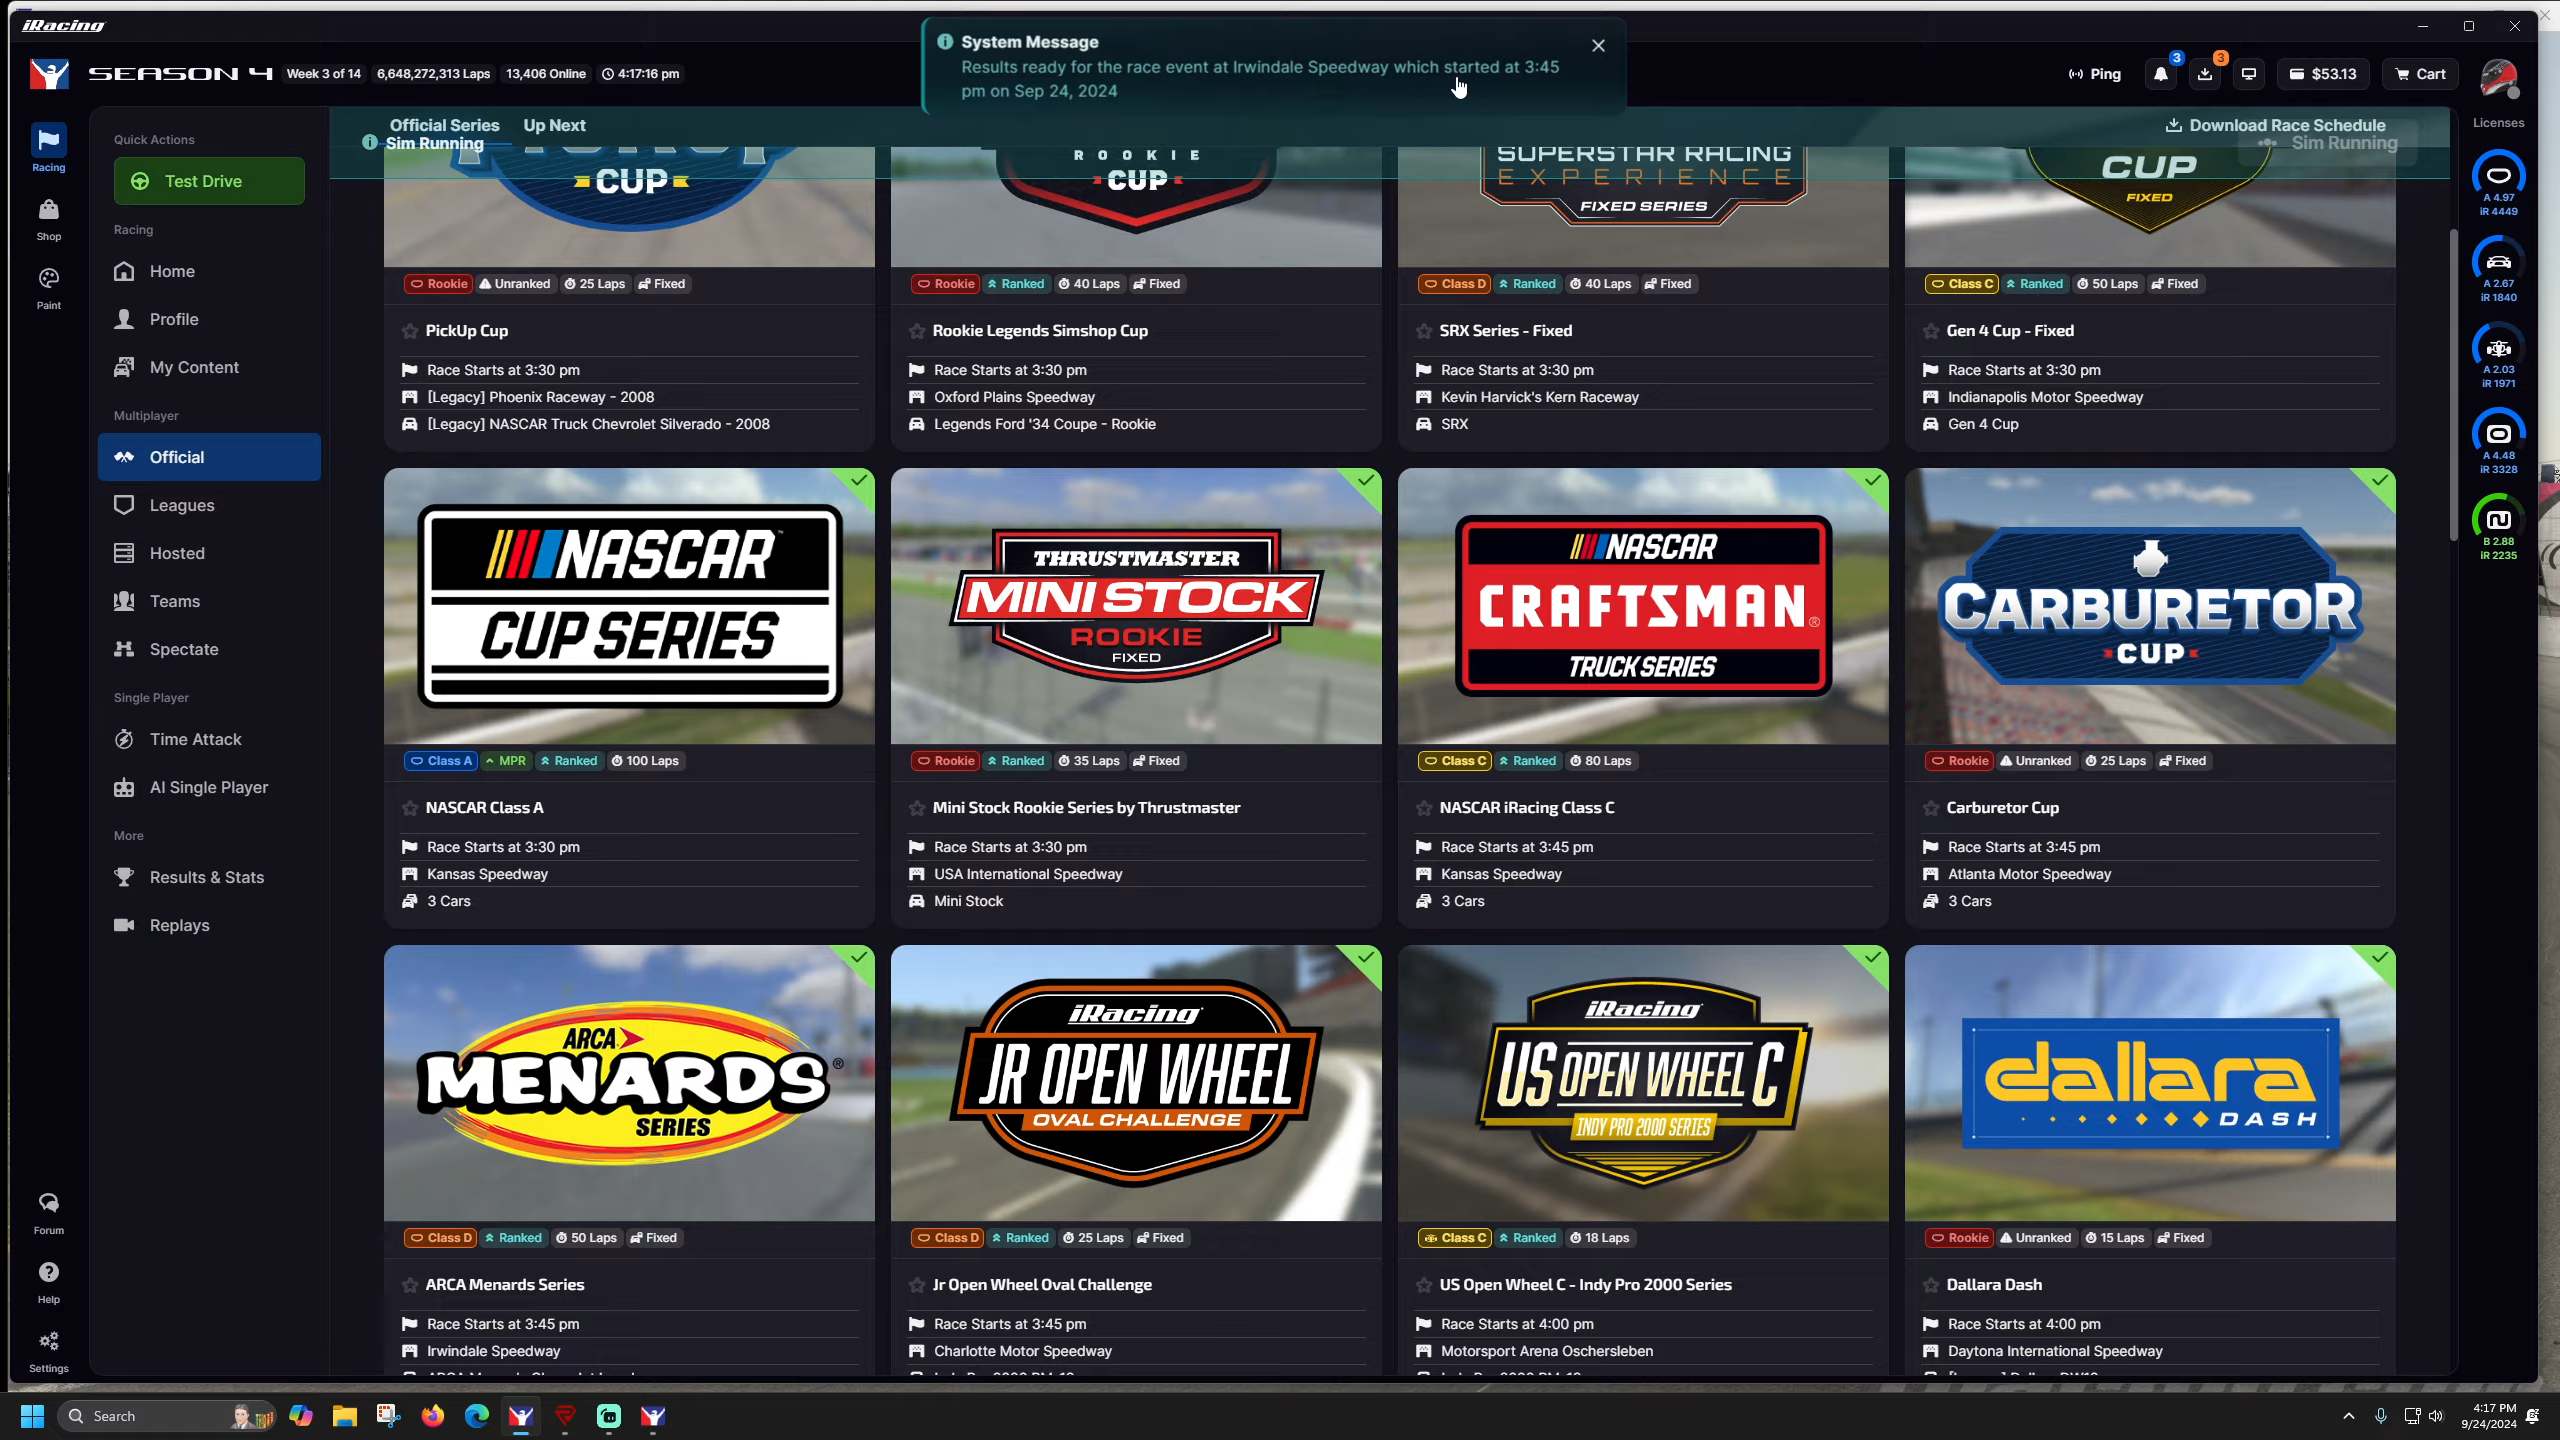 iRacing
System Message
Results ready for the race event at Irwindale Speedway which started at 3:45
pm on Sep 24, 2024
SEASON 4
Week 3 of 14
6,648,272,313 Laps
13,406 Online
4:17:16 pm
Ping
3
3
$53.13
Cart
Racing
Shop
Paint
Forum
Help
Settings
Quick Actions
Test Drive
Racing
Home
Profile
My Content
Multiplayer
Official
Leagues
Hosted
Teams
Spectate
Single Player
Time Attack
AI Single Player
More
Results & Stats
Replays
Official Series
Up Next
Download Race Schedule
Sim Running
Sim Running
CUP
ROOKIE
CUP
SUPERSTAR RACING
EXPERIENCE
FIXED SERIES
CUP
FIXED
Rookie Unranked 25 Laps Fixed
PickUp Cup
Race Starts at 3:30 pm
[Legacy] Phoenix Raceway - 2008
[Legacy] NASCAR Truck Chevrolet Silverado - 2008
Rookie Ranked 40 Laps Fixed
Rookie Legends Simshop Cup
Race Starts at 3:30 pm
Oxford Plains Speedway
Legends Ford '34 Coupe - Rookie
Class D Ranked 40 Laps Fixed
SRX Series - Fixed
Race Starts at 3:30 pm
Kevin Harvick's Kern Raceway
SRX
Class C Ranked 50 Laps Fixed
Gen 4 Cup - Fixed
Race Starts at 3:30 pm
Indianapolis Motor Speedway
Gen 4 Cup
NASCAR
CUP SERIES
Class A MPR Ranked 100 Laps
NASCAR Class A
Race Starts at 3:30 pm
Kansas Speedway
3 Cars
THRUSTMASTER
MINI STOCK
ROOKIE
FIXED
Rookie Ranked 35 Laps Fixed
Mini Stock Rookie Series by Thrustmaster
Race Starts at 3:30 pm
USA International Speedway
Mini Stock
NASCAR
CRAFTSMAN®
TRUCK SERIES
Class C Ranked 80 Laps
NASCAR iRacing Class C
Race Starts at 3:45 pm
Kansas Speedway
3 Cars
CARBURETOR
CUP
Rookie Unranked 25 Laps Fixed
Carburetor Cup
Race Starts at 3:45 pm
Atlanta Motor Speedway
3 Cars
ARCA
MENARDS®
SERIES
Class D Ranked 50 Laps Fixed
ARCA Menards Series
Race Starts at 3:45 pm
Irwindale Speedway
iRacing
JR OPEN WHEEL
OVAL CHALLENGE
Class D Ranked 25 Laps Fixed
Jr Open Wheel Oval Challenge
Race Starts at 3:45 pm
Charlotte Motor Speedway
iRacing
US OPEN WHEEL C
INDY PRO 2000 SERIES
Class C Ranked 18 Laps
US Open Wheel C - Indy Pro 2000 Series
Race Starts at 4:00 pm
Motorsport Arena Oschersleben
dallara
DASH
Rookie Unranked 15 Laps Fixed
Dallara Dash
Race Starts at 4:00 pm
Daytona International Speedway
Licenses
A 4.97
iR 4449
A 2.67
iR 1840
A 2.03
iR 1971
A 4.48
iR 3328
B 2.88
iR 2235
Search
4:17 PM
9/24/2024